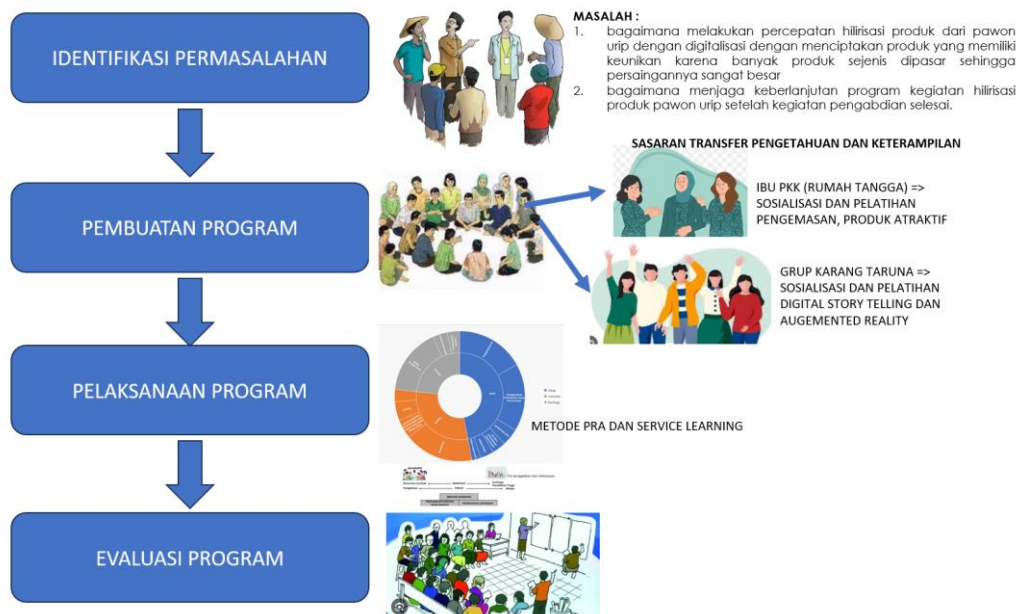 IDENTIFIKASI PERMASALAHAN
MASALAH :
1. bagaimana melakukan percepatan hilirisasi produk dari pawon
urip dengan digitalisasi dengan menciptakan produk yang memiliki
keunikan karena banyak produk sejenis dipasar sehingga
persaingannya sangat besar
2. bagaimana menjaga keberlanjutan program kegiatan hilirisasi
produk pawon urip setelah kegiatan pengabdian selesai.
PEMBUATAN PROGRAM
SASARAN TRANSFER PENGETAHUAN DAN KETERAMPILAN
IBU PKK (RUMAH TANGGA) =>
SOSIALISASI DAN PELATIHAN
PENGEMASAN, PRODUK ATRAKTIF
GRUP KARANG TARUNA =>
SOSIALISASI DAN PELATIHAN
DIGITAL STORY TELLING DAN
AUGEMENTED REALITY
PELAKSANAAN PROGRAM
METODE PRA DAN SERVICE LEARNING
EVALUASI PROGRAM